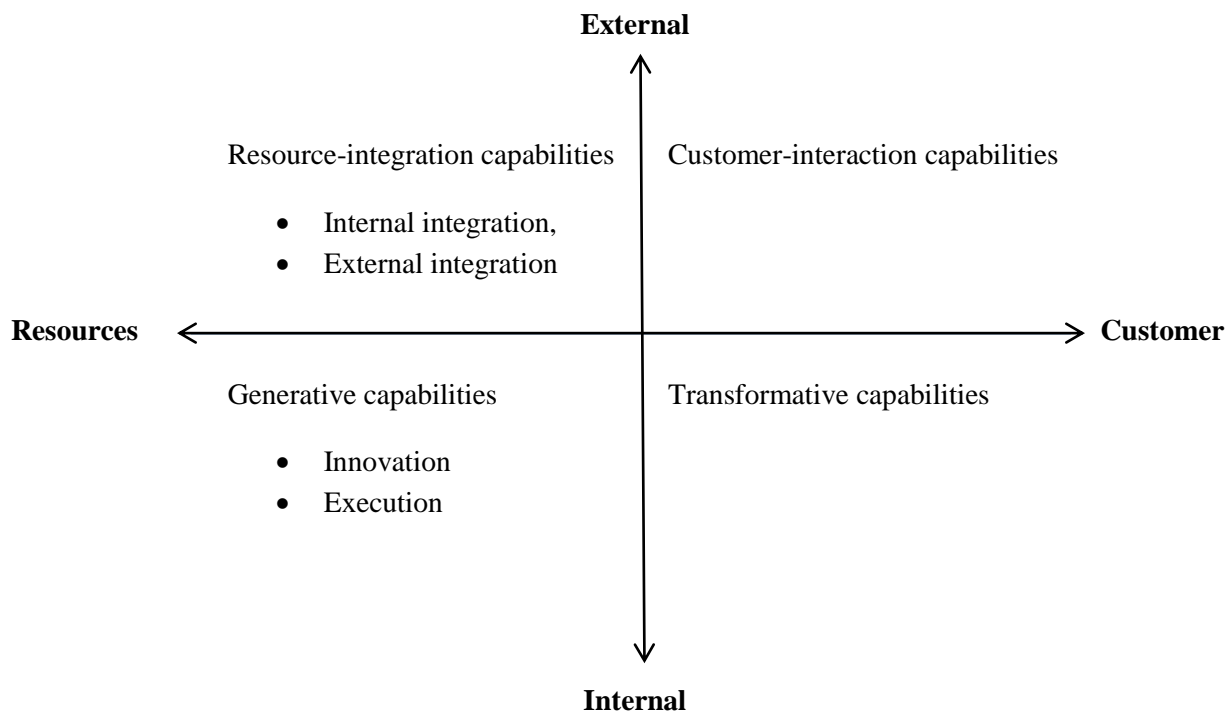 External
Resource-integration capabilities
• Internal integration,
• External integration
Customer-interaction capabilities
Resources
Customer
Generative capabilities
• Innovation
• Execution
Transformative capabilities
Internal